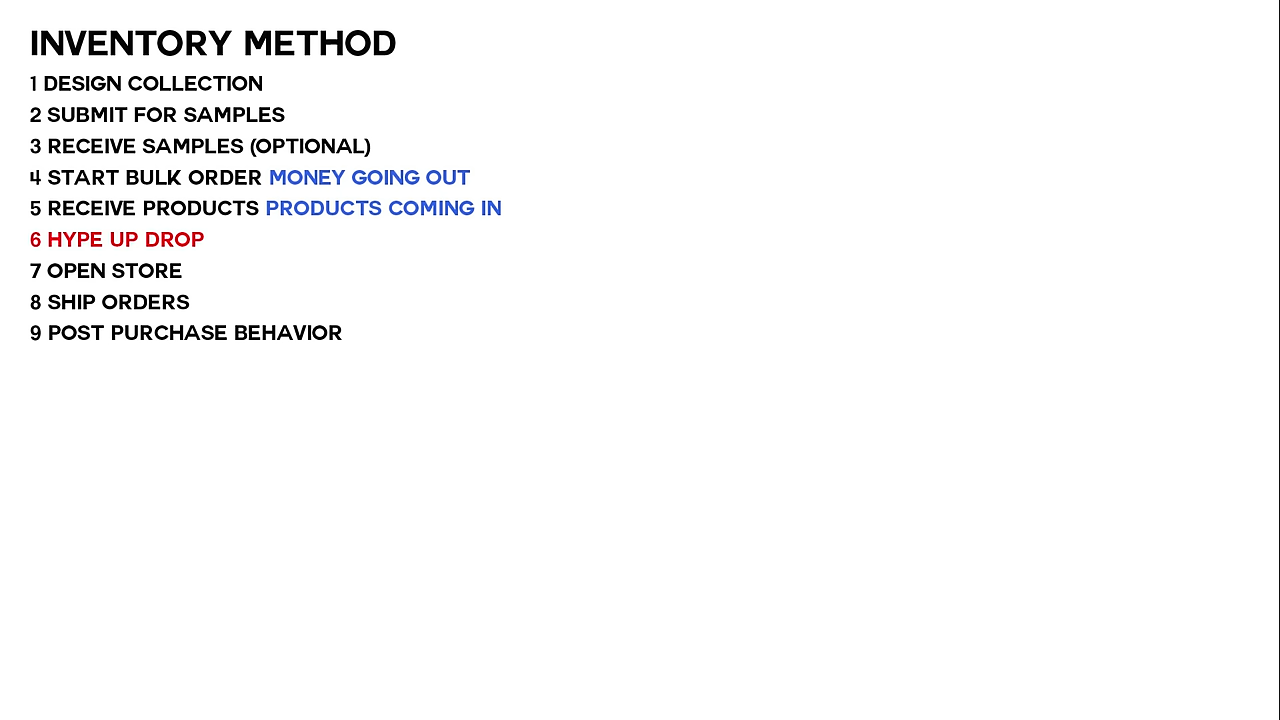 INVENTORY METHOD
1 DESIGN COLLECTION
2 SUBMIT FOR SAMPLES
3 RECEIVE SAMPLES (OPTIONAL)
4 START BULK ORDER MONEY GOING OUT
5 RECEIVE PRODUCTS PRODUCTS COMING IN
6 HYPE UP DROP
7 OPEN STORE
8 SHIP ORDERS
9 POST PURCHASE BEHAVIOR